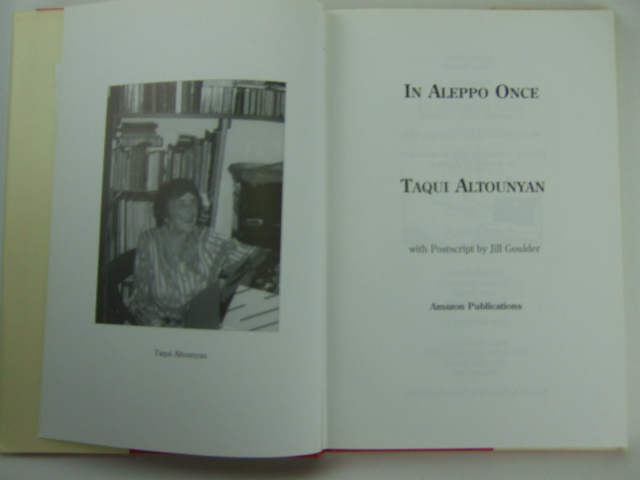 Taqui Altounyan
IN ALEPPO ONCE
TAQUI ALTOUNYAN
with Postscript by Jill Goulder
Amazon Publications